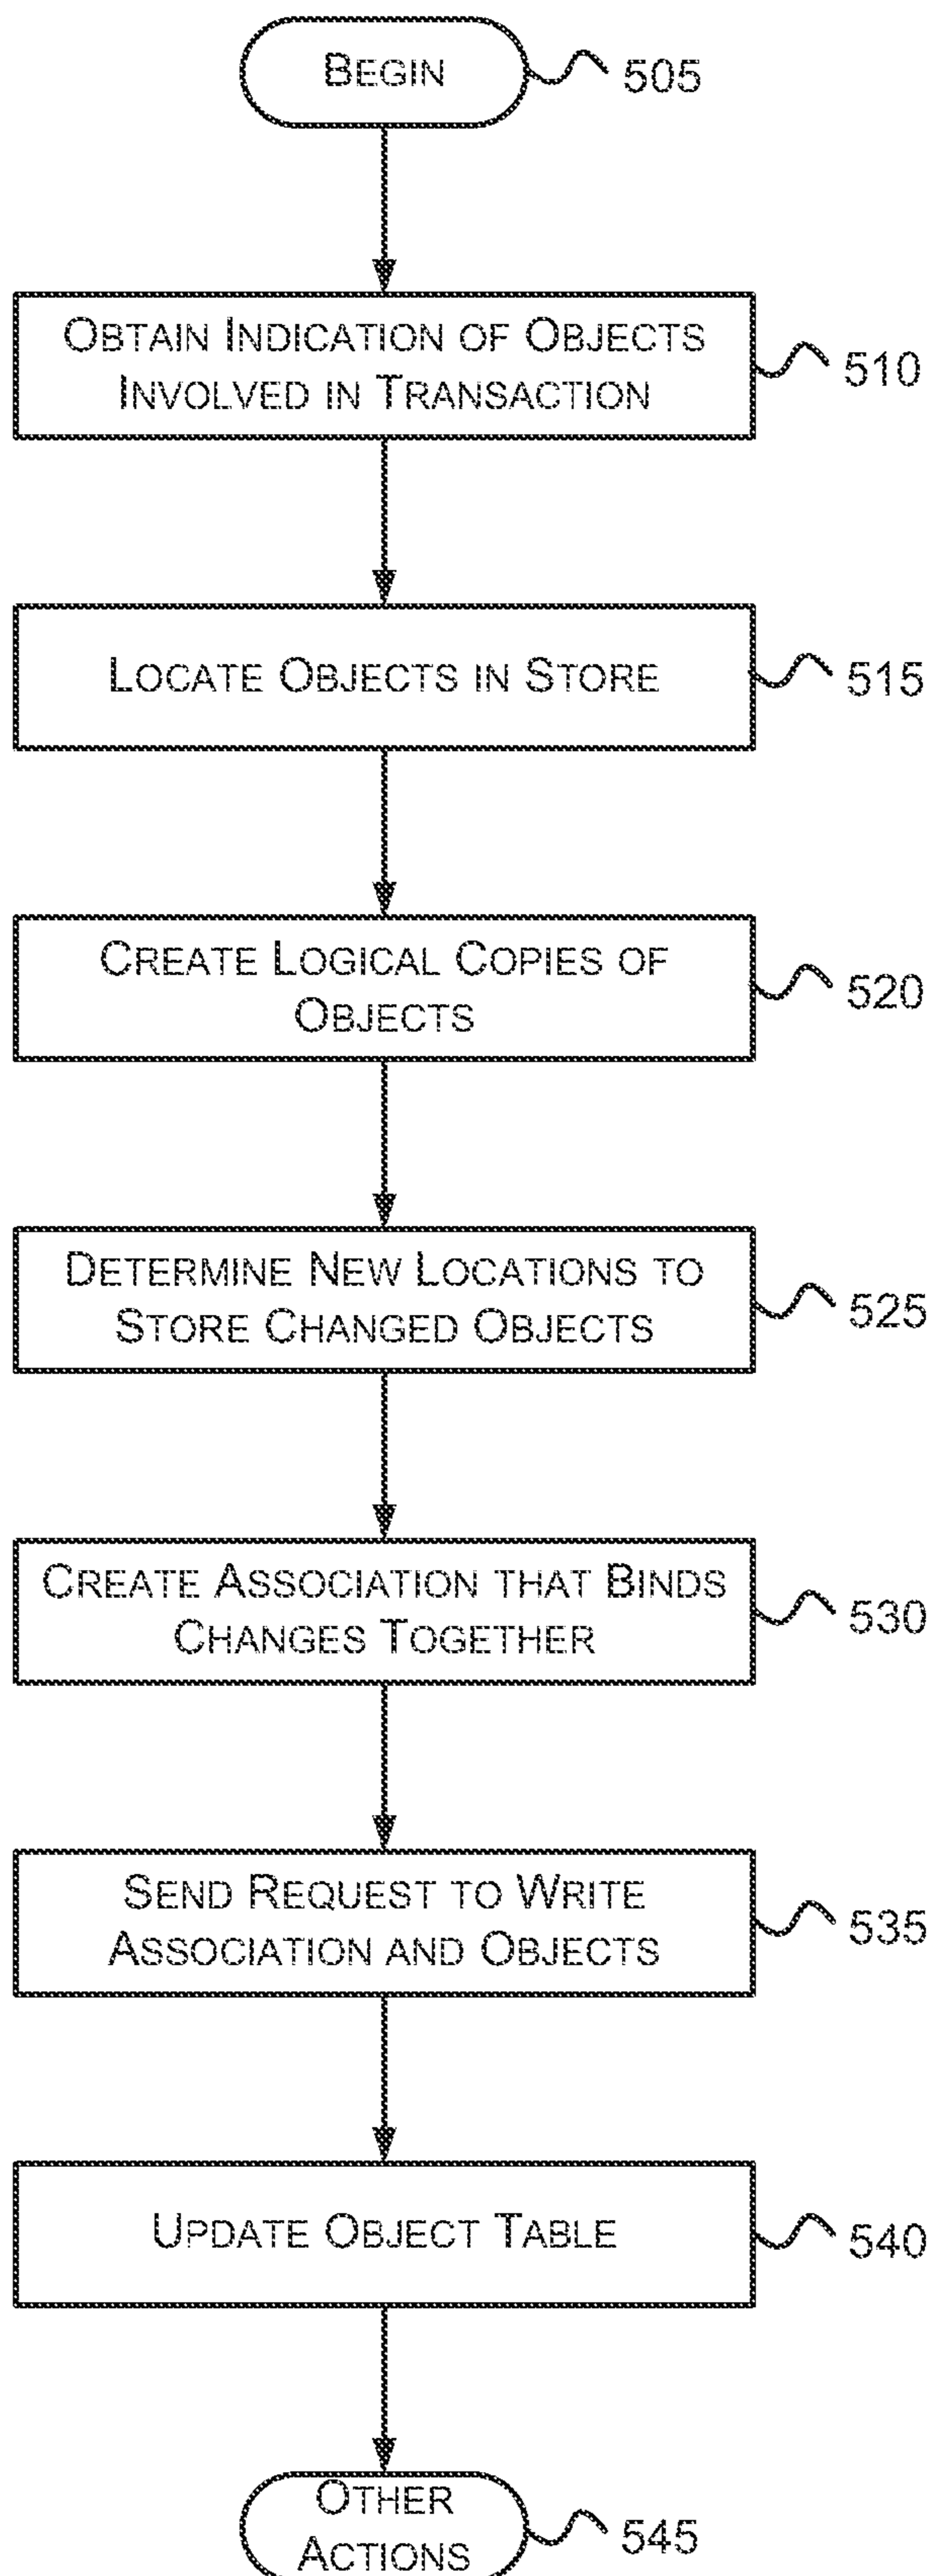 BEGIN
505
OBTAIN INDICATION OF OBJECTS
INVOLVED IN TRANSACTION
510
LOCATE OBJECTS IN STORE
515
CREATE LOGICAL COPIES OF
OBJECTS
520
DETERMINE NEW LOCATIONS TO
STORE CHANGED OBJECTS
525
CREATE ASSOCIATION THAT BINDS
CHANGES TOGETHER
530
SEND REQUEST TO WRITE
ASSOCIATION AND OBJECTS
535
UPDATE OBJECT TABLE
540
OTHER
ACTIONS
545